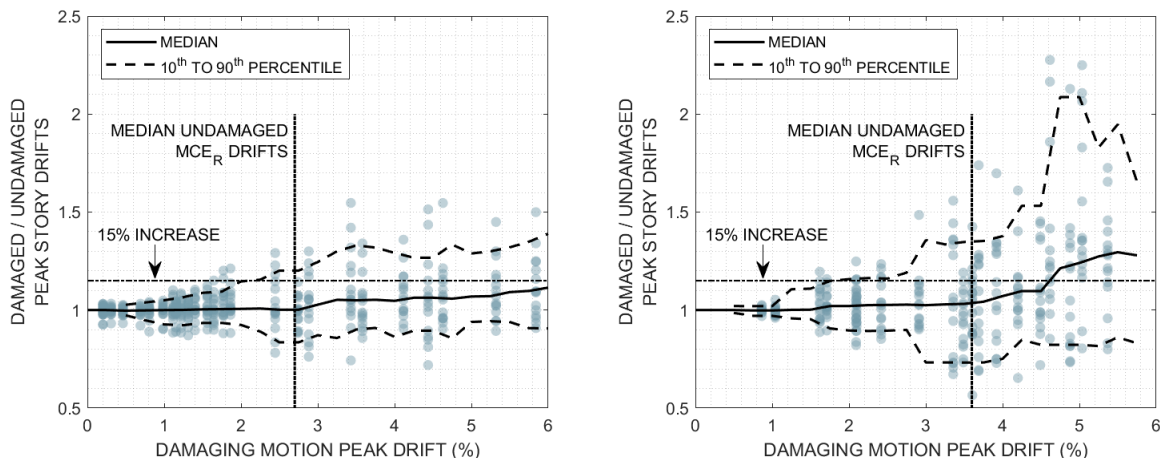 2.5
2
1.5
1
0.5
DAMAGED / UNDAMAGED
PEAK STORY DRIFTS
MEDIAN
10th TO 90th PERCENTILE
MEDIAN UNDAMAGED
MCER DRIFTS
15% INCREASE
0 1 2 3 4 5 6
DAMAGING MOTION PEAK DRIFT (%)
2.5
2
1.5
1
0.5
DAMAGED / UNDAMAGED
PEAK STORY DRIFTS
MEDIAN
10th TO 90th PERCENTILE
MEDIAN UNDAMAGED
MCER DRIFTS
15% INCREASE
0 1 2 3 4 5 6
DAMAGING MOTION PEAK DRIFT (%)